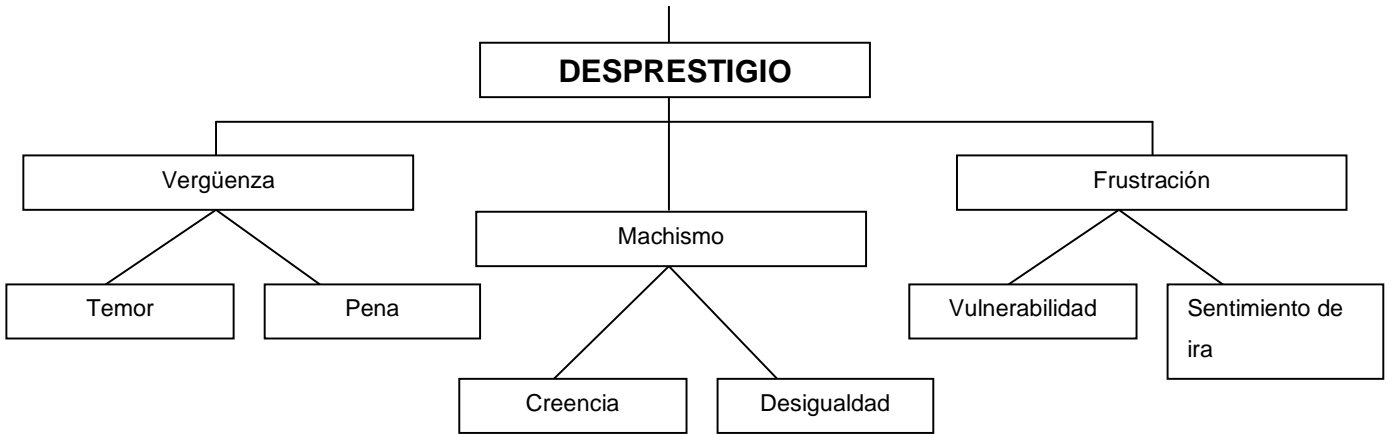 DESPRESTIGIO
Vergüenza
Frustración
Machismo
Temor
Pena
Vulnerabilidad
Sentimiento de
ira
Creencia
Desigualdad